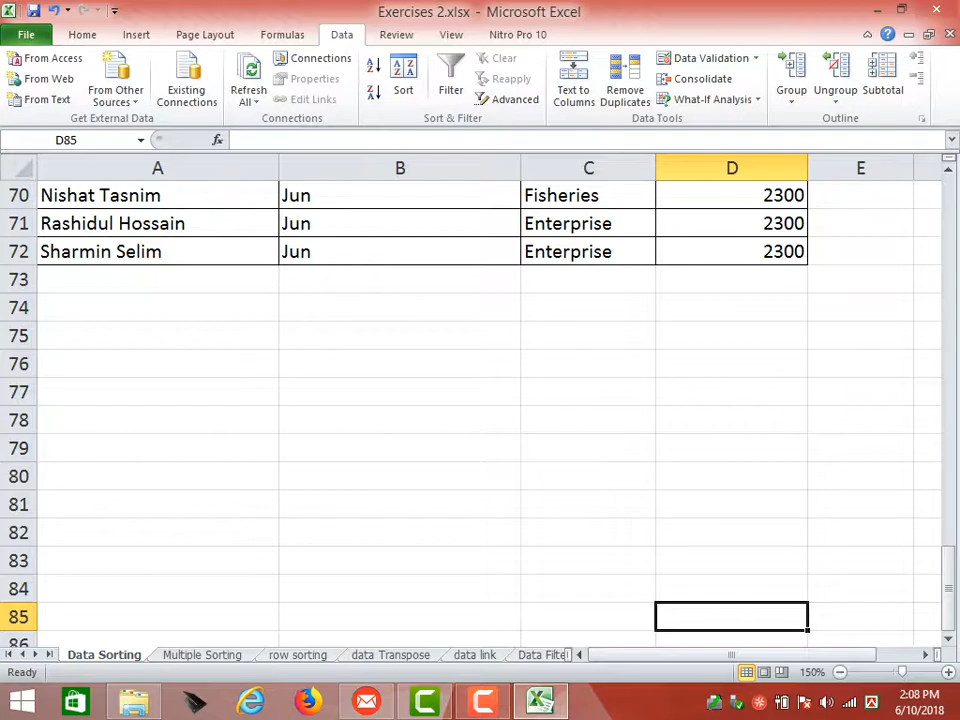 Exercises 2.xlsx - Microsoft Excel
File Home Insert Page Layout Formulas Data Review View Nitro Pro 10
From Access
From Web
From Text
From Other Sources
Existing Connections
Get External Data
Refresh All
Connections
Properties
Edit Links
Connections
Sort
Filter
Clear
Reapply
Advanced
Sort & Filter
Text to Columns
Remove Duplicates
Data Validation
Consolidate
What-If Analysis
Data Tools
Group
Ungroup
Subtotal
Outline
D85 fx
A B C D E
70 Nishat Tasnim Jun Fisheries 2300
71 Rashidul Hossain Jun Enterprise 2300
72 Sharmin Selim Jun Enterprise 2300
73
74
75
76
77
78
79
80
81
82
83
84
85
86
Data Sorting Multiple Sorting row sorting data Transpose data link Data Filte
Ready 150%
2:08 PM
6/10/2018